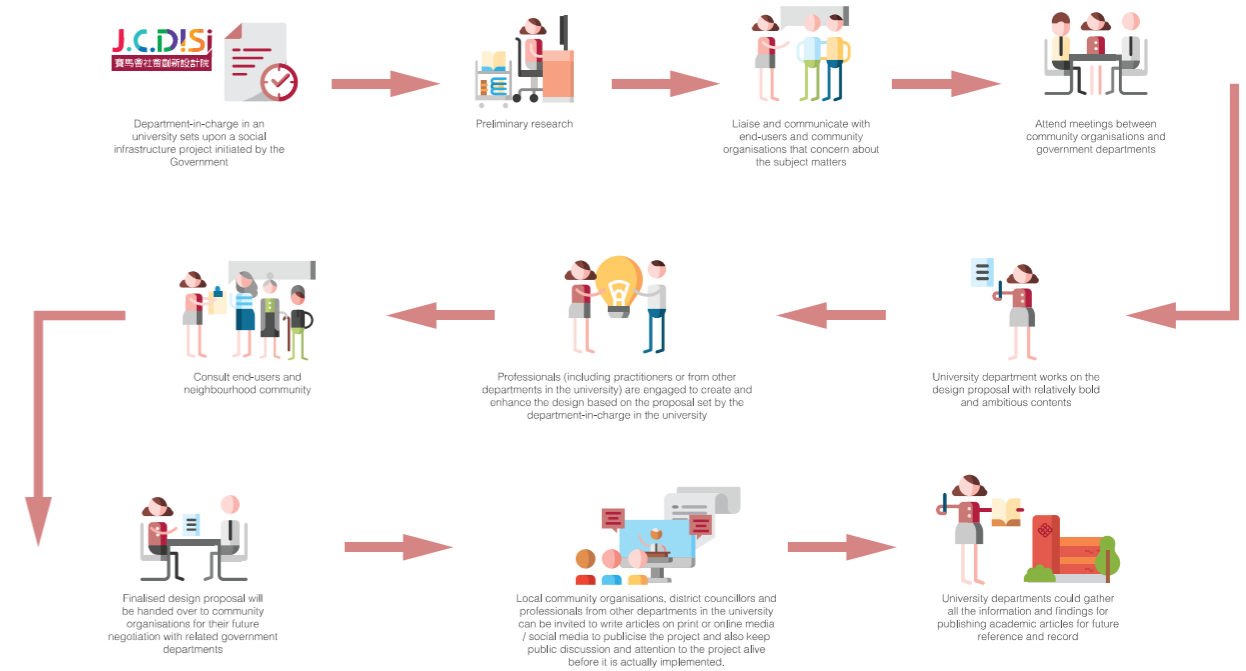 J.C.D!Si
賽馬會社會創新設計院
Department-in-charge in an
university sets upon a social
infrastructure project initiated by the
Government
Preliminary research
Liaise and communicate with
end-users and community
organisations that concern about
the subject matters
Attend meetings between
community organisations and
government departments
University department works on the
design proposal with relatively bold
and ambitious contents
Professionals (including practitioners or from other
departments in the university) are engaged to create and
enhance the design based on the proposal set by the
department-in-charge in the university
Consult end-users and
neighbourhood community
Finalised design proposal will
be handed over to community
organisations for their future
negotiation with related government
departments
Local community organisations, district councillors and
professionals from other departments in the university
can be invited to write articles on print or online media
/ social media to publicise the project and also keep
public discussion and attention to the project alive
before it is actually implemented.
University departments could gather
all the information and findings for
publishing academic articles for future
reference and record